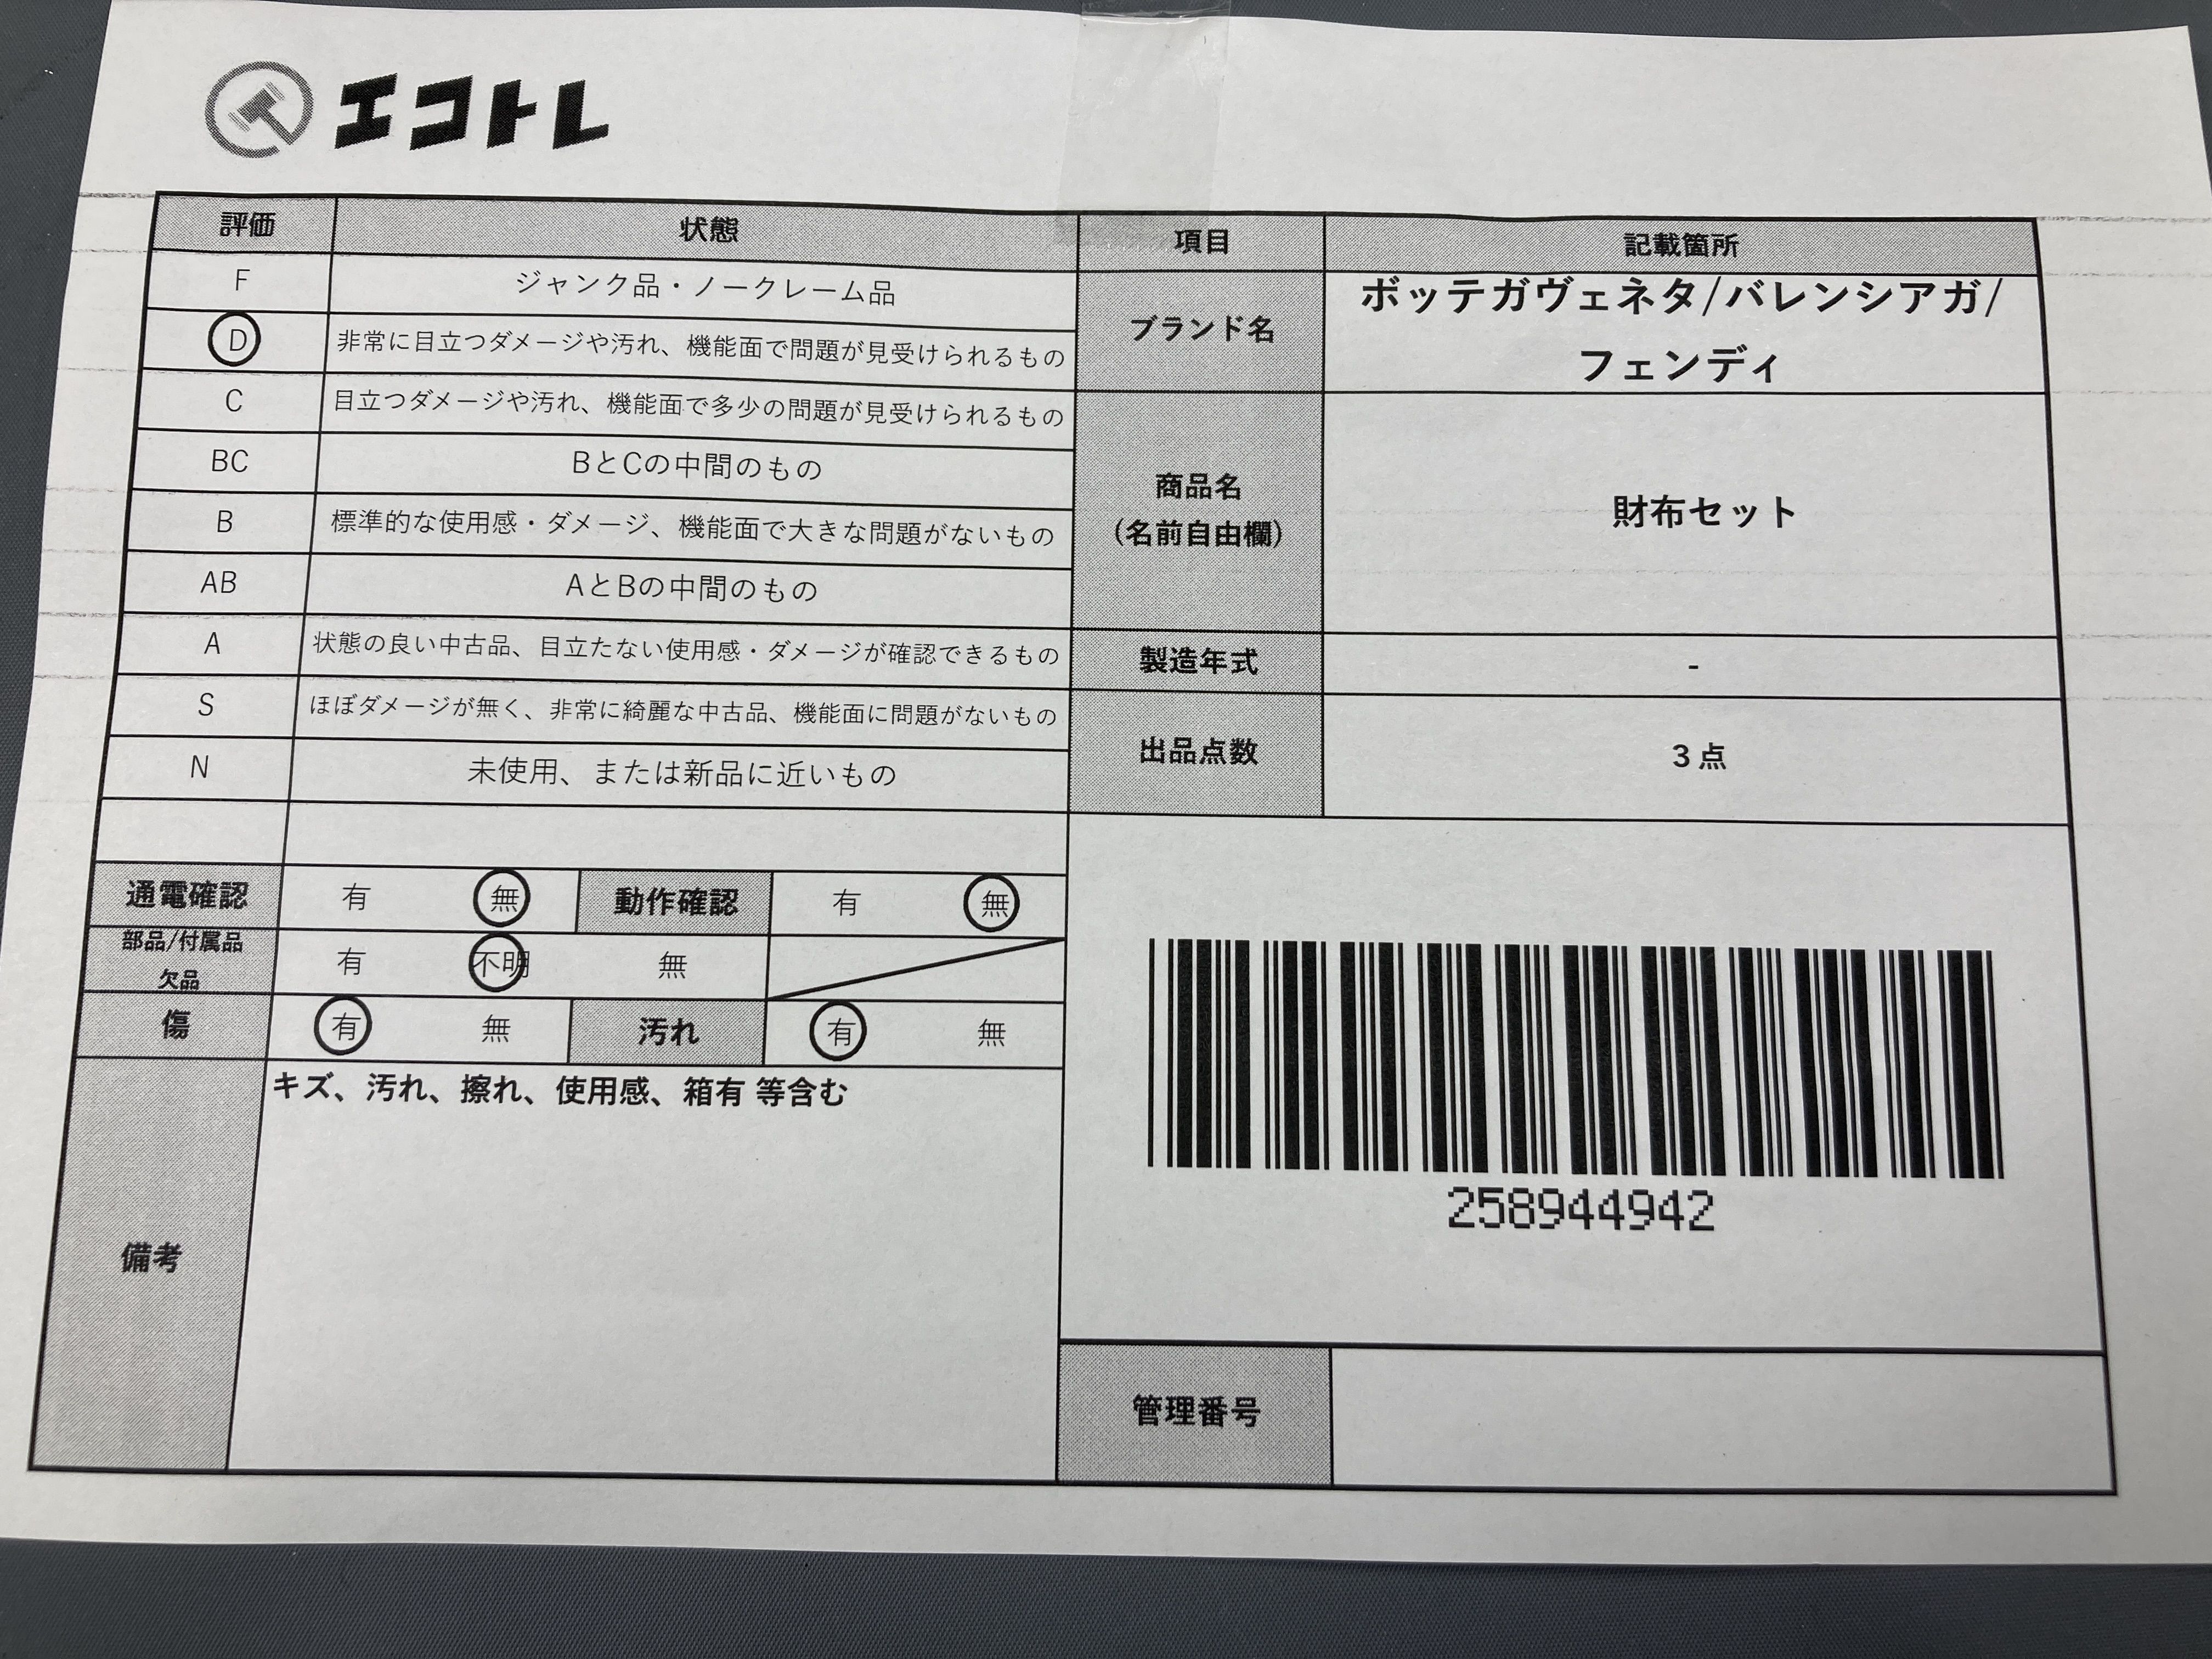 エコトレ
評価 状態 項目 記載箇所
F ジャンク品・ノークレーム品
D 非常に目立つダメージや汚れ、機能面で問題が見受けられるもの
C 目立つダメージや汚れ、機能面で多少の問題が見受けられるもの
BC BとCの中間のもの
B 標準的な使用感・ダメージ、機能面で大きな問題がないもの
AB AとBの中間のもの
A 状態の良い中古品、目立たない使用感・ダメージが確認できるもの
S ほぼダメージが無く、非常に綺麗な中古品、機能面に問題がないもの
N 未使用、または新品に近いもの
ブランド名
ボッテガヴェネタ/バレンシアガ/
フェンディ
商品名
(名前自由欄)
財布セット
製造年式 -
出品点数 3点
通電確認 有 無 動作確認 有 無
部品/付属品
欠品
有 不明 無
傷 有 無 汚れ 有 無
備考
キズ、汚れ、擦れ、使用感、箱有 等含む
258944942
管理番号